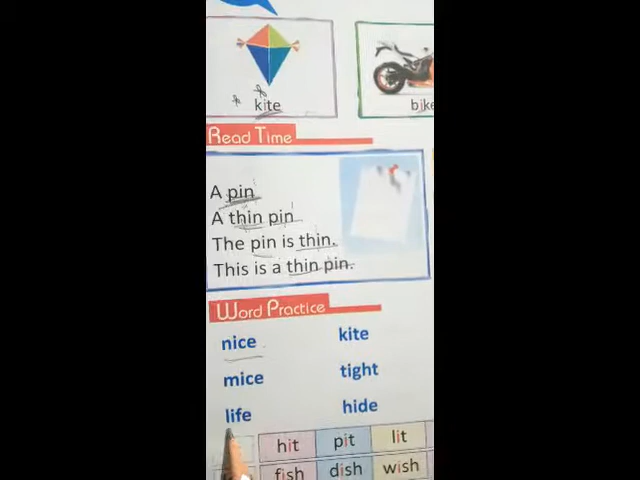 kite bike
Read Time
A pin
A thin pin
The pin is thin.
This is a thin pin.
Word Practice
nice kite
mice tight
life hide
hit pit lit
fish dish wish